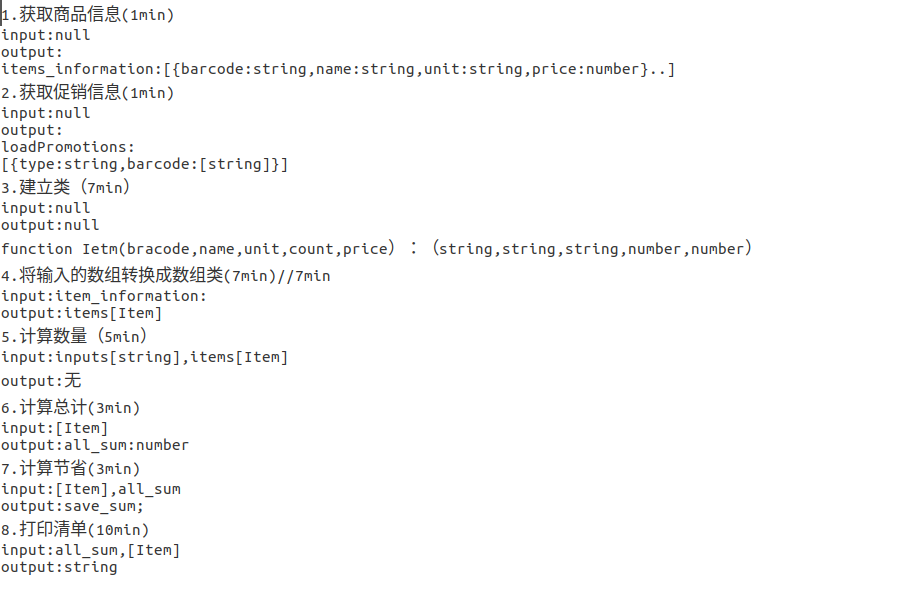 1.获取商品信息(1min)
input:null
output:
items_information:[{barcode:string,name:string,unit:string,price:number}..]
2.获取促销信息(1min)
input:null
output:
loadPromotions:
[{type:string,barcode:[string]}]
3.建立类（7min）
input:null
output:null
function Ietm(bracode,name,unit,count,price）：（string,string,string,number,number）
4.将输入的数组转换成数组类(7min)//7min
input:item_information:
output:items[Item]
5.计算数量（5min）
input:inputs[string],items[Item]
output:无
6.计算总计(3min)
input:[Item]
output:all_sum:number
7.计算节省(3min)
input:[Item],all_sum
output:save_sum;
8.打印清单(10min)
input:all_sum,[Item]
output:string